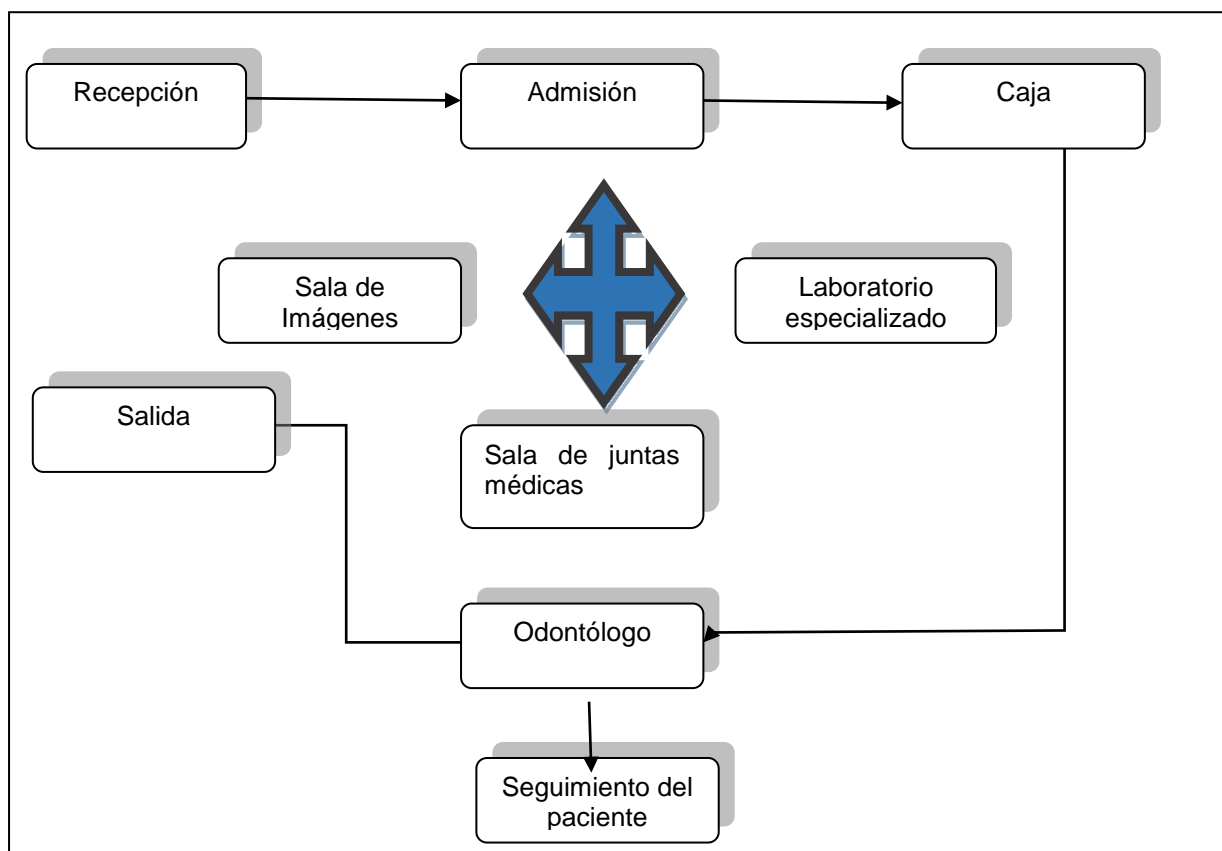 Recepción
Admisión
Caja
Sala de
Imágenes
Laboratorio
especializado
Salida
Sala de juntas
médicas
Odontólogo
Seguimiento del
paciente